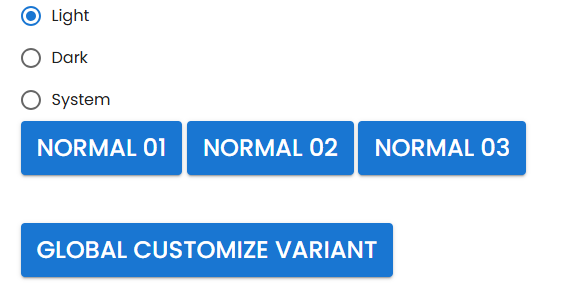 Light
Dark
System
NORMAL 01 NORMAL 02 NORMAL 03
GLOBAL CUSTOMIZE VARIANT